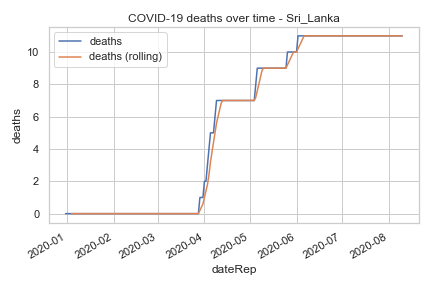 COVID-19 deaths over time - Sri_Lanka
deaths
deaths (rolling)
deaths
10
8
6
4
2
0
2020-01
2020-02
2020-03
2020-04
2020-05
2020-06
2020-07
2020-08
dateRep